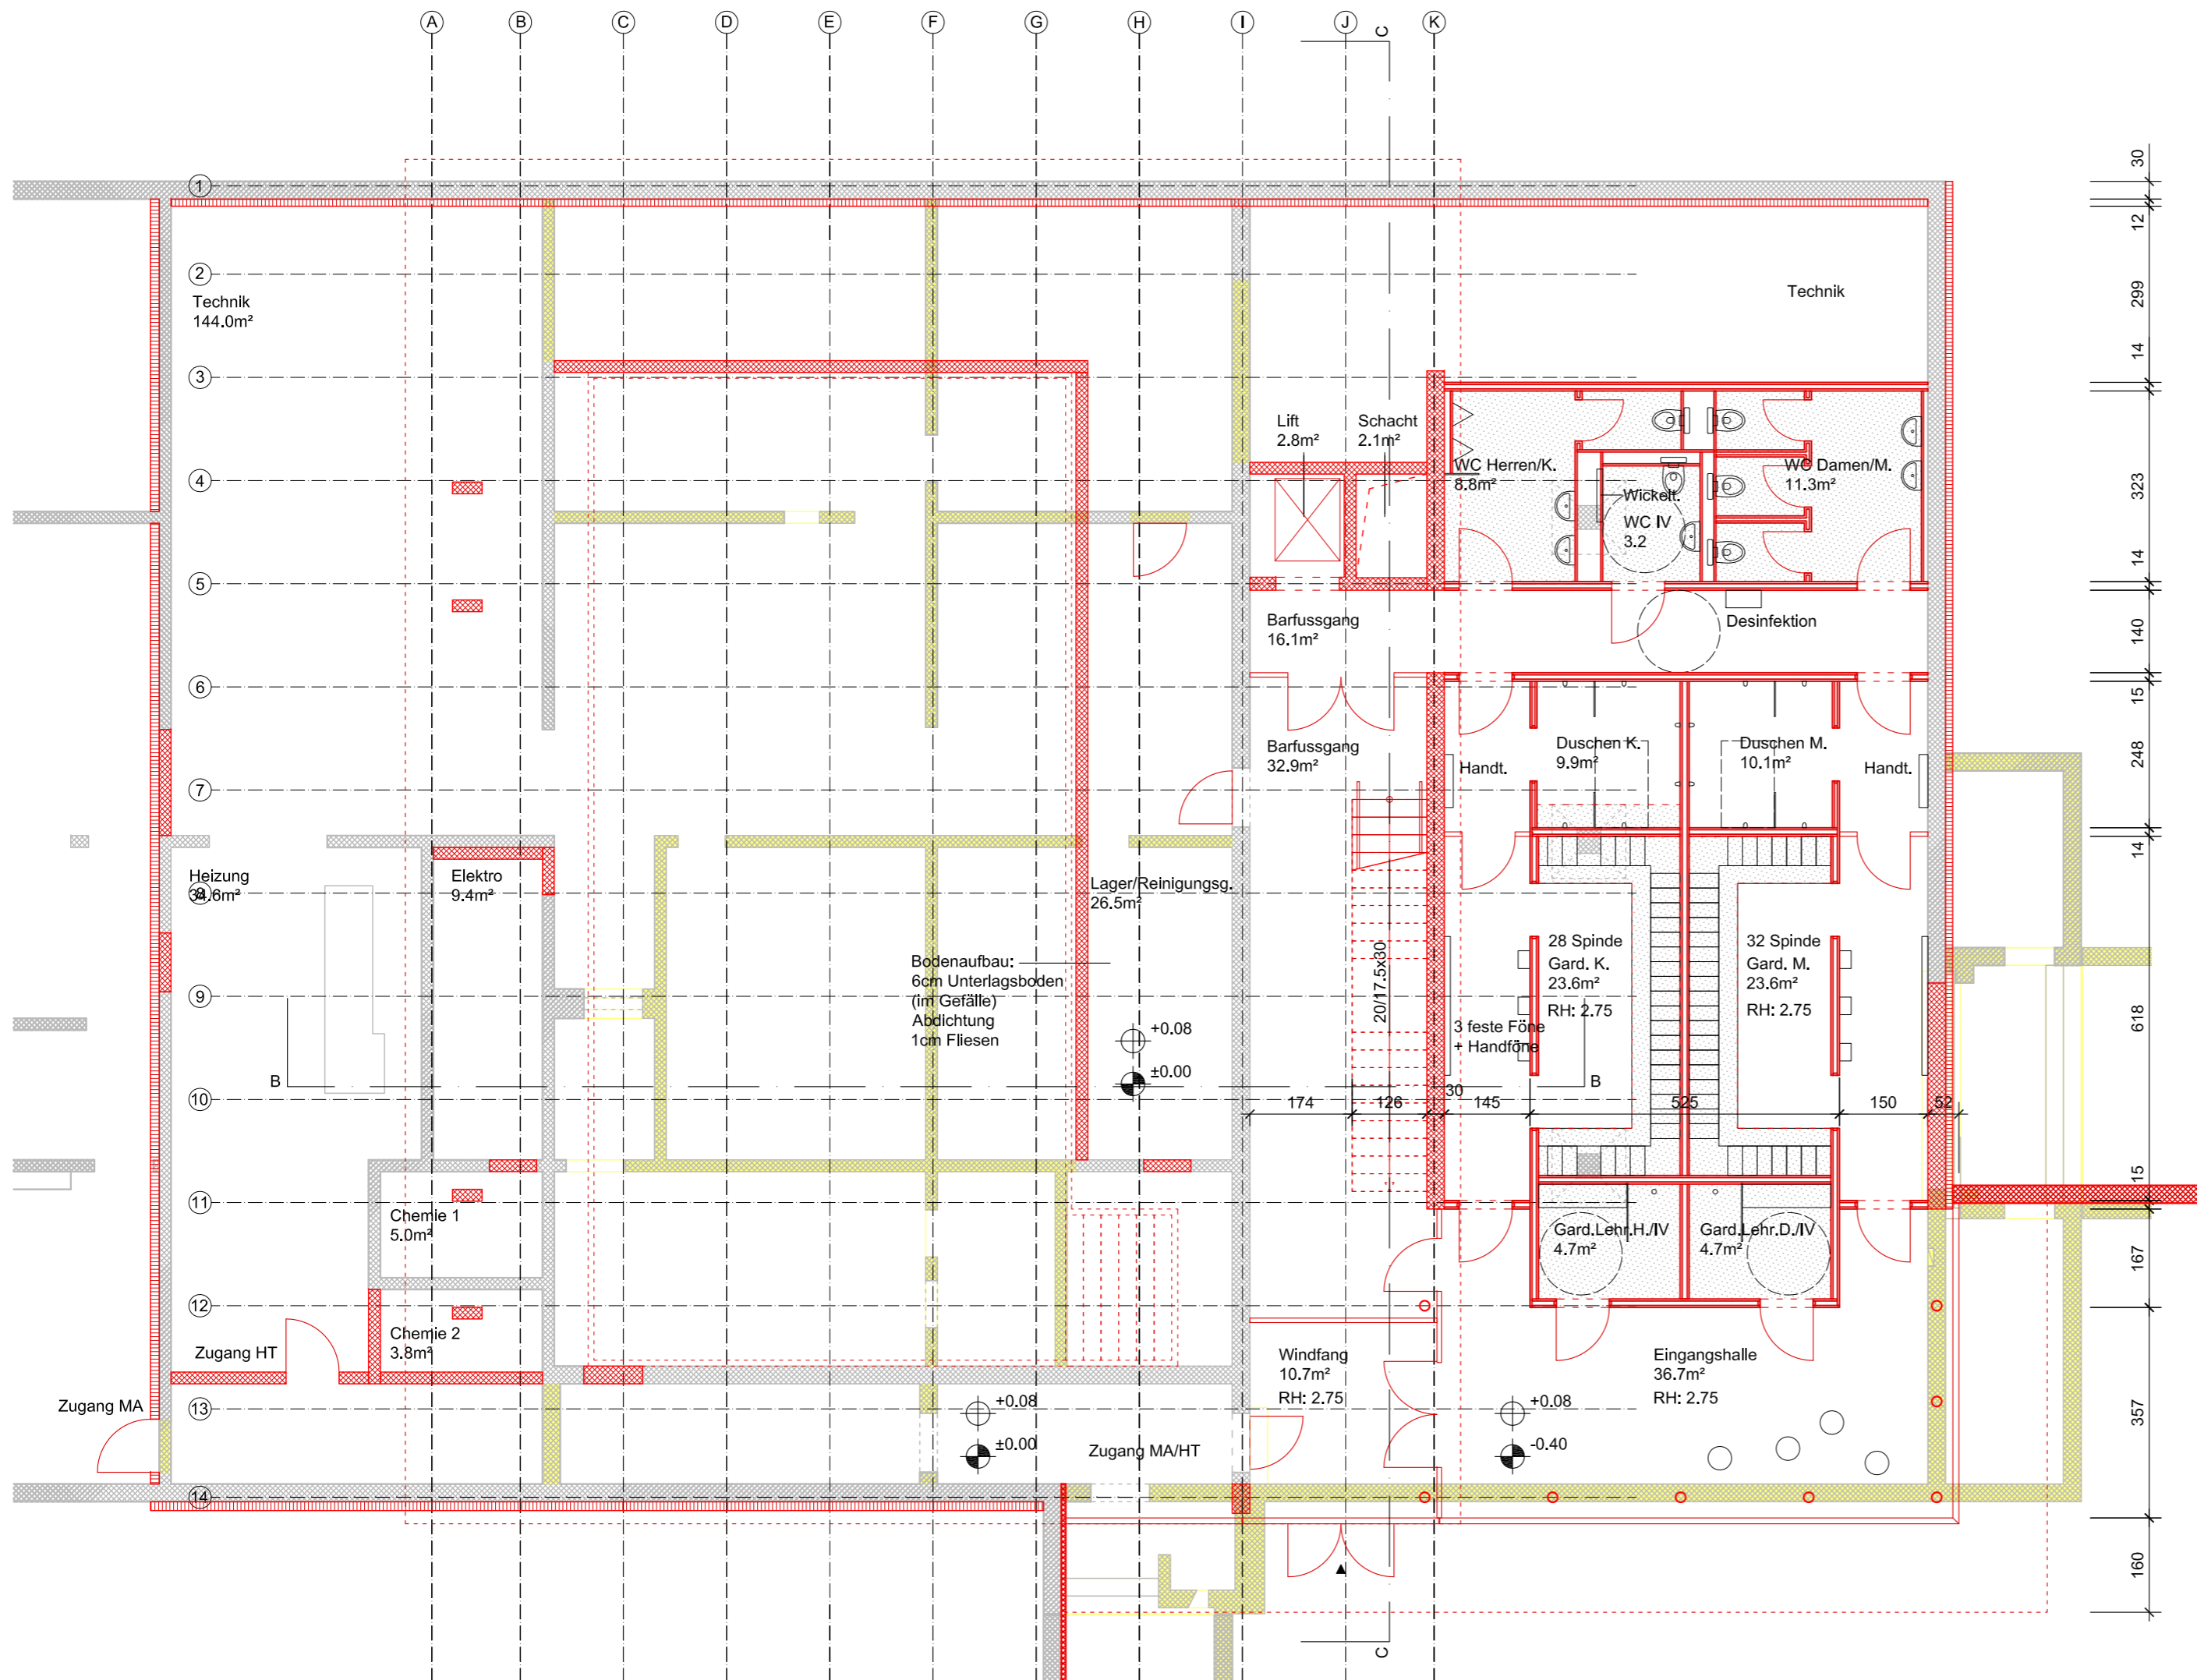 A
B
C
D
E
F
G
H
I
J
K
C
1
2
3
4
5
6
7
8
9
10
11
12
13
14
Technik
144.0m²
Technik
Lift
2.8m²
Schacht
2.1m²
WC Herren/K.
8.8m²
Wickelt.
WC IV
3.2
WC Damen/M.
11.3m²
Barfussgang
16.1m²
Desinfektion
Barfussgang
32.9m²
Handt.
Duschen K.
9.9m²
Duschen M.
10.1m²
Handt.
Heizung
34.6m²
Elektro
9.4m²
Lager/Reinigungsg.
26.5m²
Bodenaufbau:
6cm Unterlagsboden
(im Gefälle)
Abdichtung
1cm Fliesen
+0.08
±0.00
20/17.5x30
28 Spinde
Gard. K.
23.6m²
RH: 2.75
32 Spinde
Gard. M.
23.6m²
RH: 2.75
3 feste Föne
+ Handföne
B
B
174
126
30
145
525
150
52
Chemie 1
5.0m²
Chemie 2
3.8m²
Gard.Lehr.H./IV
4.7m²
Gard.Lehr.D./IV
4.7m²
Zugang HT
Zugang MA
Windfang
10.7m²
RH: 2.75
Eingangshalle
36.7m²
RH: 2.75
+0.08
±0.00
Zugang MA/HT
+0.08
-0.40
C
30
12
299
14
323
14
140
15
248
14
618
15
167
357
160